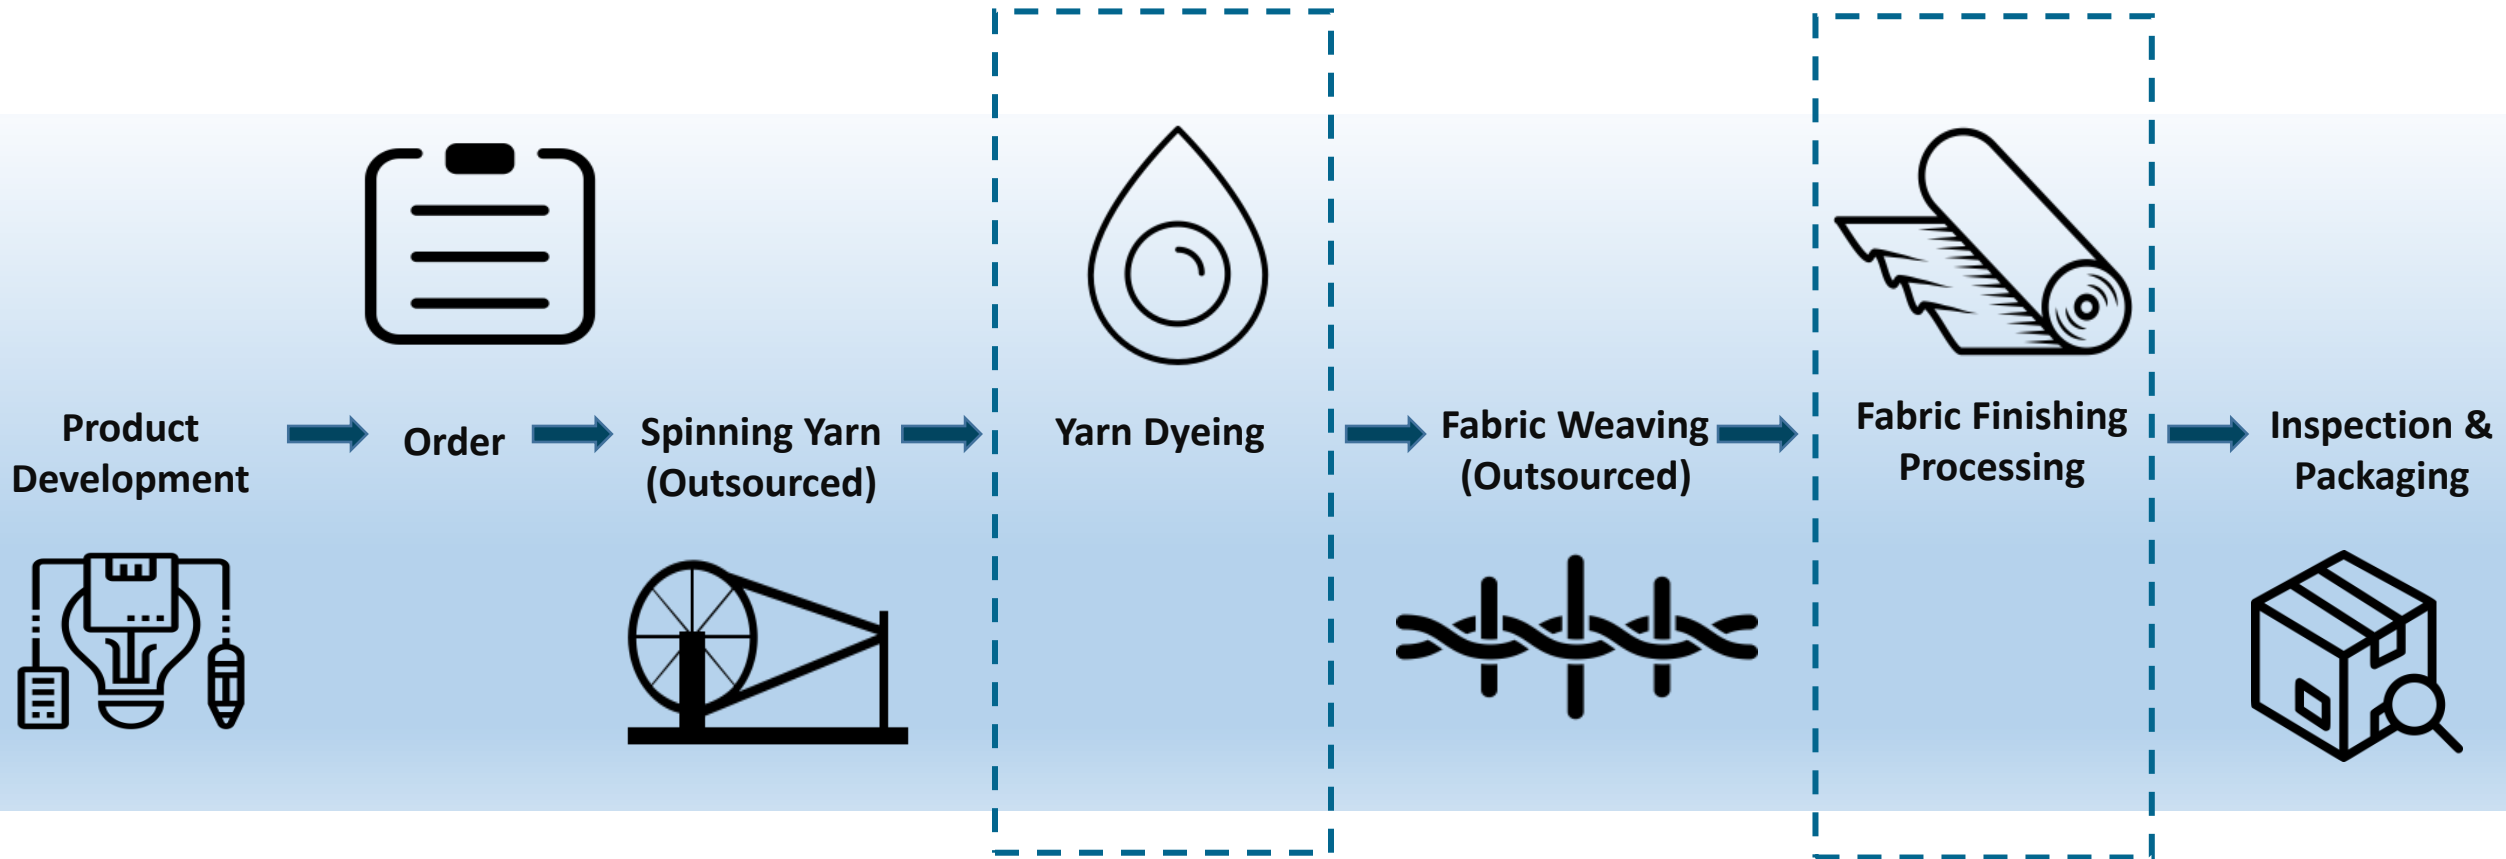 Product
Development
Order
Spinning Yarn
(Outsourced)
Yarn Dyeing
Fabric Weaving
(Outsourced)
Fabric Finishing
Processing
Inspection &
Packaging